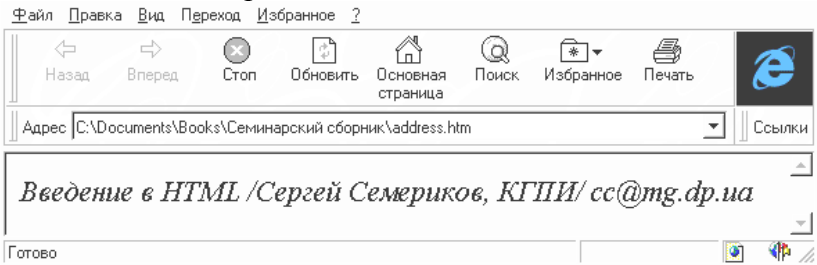 Файл Правка Вид Переход Избранное ?
Назад Вперед Стоп Обновить Основная страница Поиск Избранное Печать
Адрес C:\Documents\Books\Семинарский сборник\address.htm Ссылки
Введение в HTML /Сергей Семериков, КГПИ/ cc@mg.dp.ua
Готово